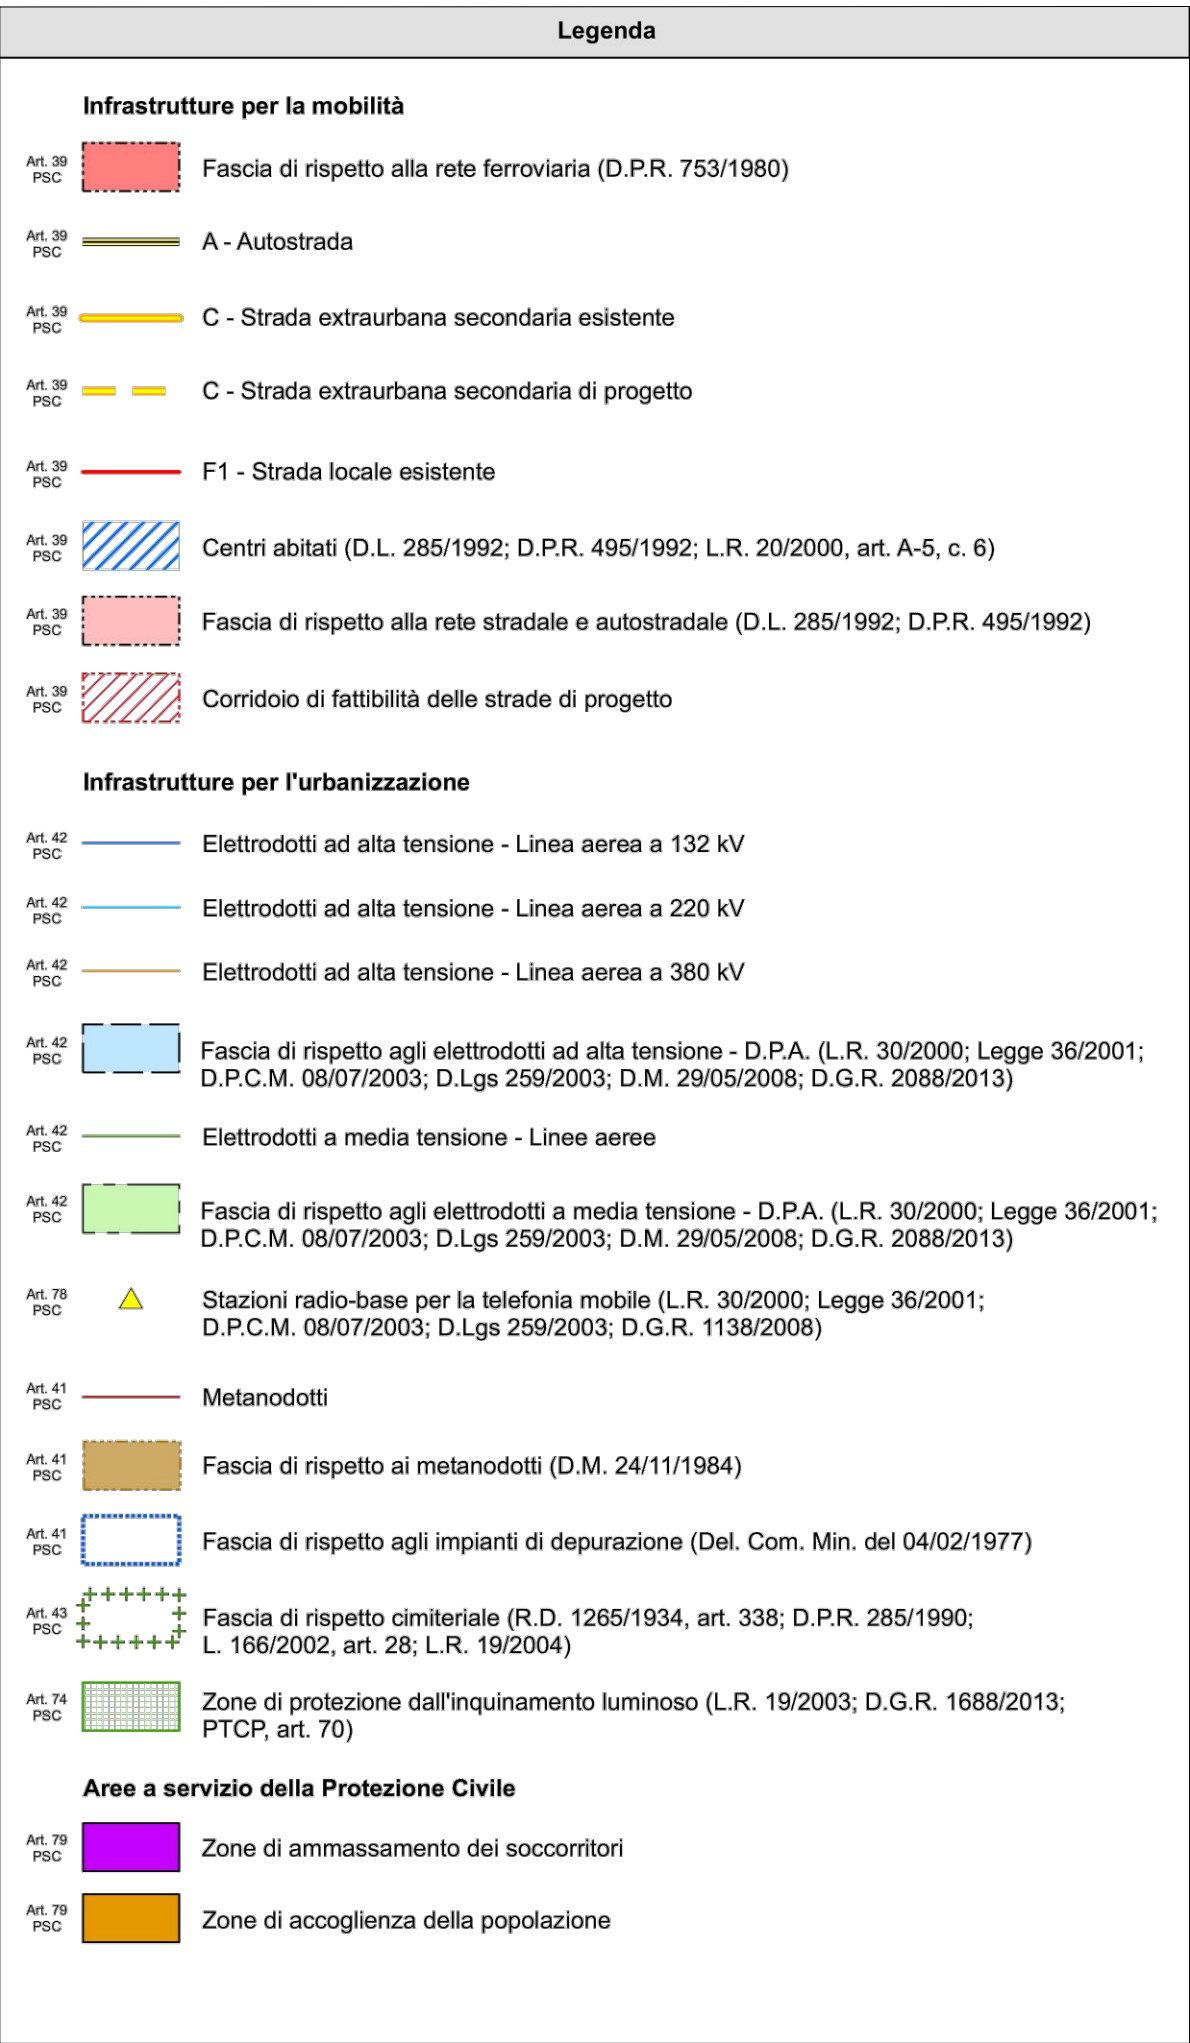 Legenda
Infrastrutture per la mobilità
Art. 39
PSC
Fascia di rispetto alla rete ferroviaria (D.P.R. 753/1980)
Art. 39
PSC
A - Autostrada
Art. 39
PSC
C - Strada extraurbana secondaria esistente
Art. 39
PSC
C - Strada extraurbana secondaria di progetto
Art. 39
PSC
F1 - Strada locale esistente
Art. 39
PSC
Centri abitati (D.L. 285/1992; D.P.R. 495/1992; L.R. 20/2000, art. A-5, c. 6)
Art. 39
PSC
Fascia di rispetto alla rete stradale e autostradale (D.L. 285/1992; D.P.R. 495/1992)
Art. 39
PSC
Corridoio di fattibilità delle strade di progetto
Infrastrutture per l'urbanizzazione
Art. 42
PSC
Elettrodotti ad alta tensione - Linea aerea a 132 kV
Art. 42
PSC
Elettrodotti ad alta tensione - Linea aerea a 220 kV
Art. 42
PSC
Elettrodotti ad alta tensione - Linea aerea a 380 kV
Art. 42
PSC
Fascia di rispetto agli elettrodotti ad alta tensione - D.P.A. (L.R. 30/2000; Legge 36/2001;
D.P.C.M. 08/07/2003; D.Lgs 259/2003; D.M. 29/05/2008; D.G.R. 2088/2013)
Art. 42
PSC
Elettrodotti a media tensione - Linee aeree
Art. 42
PSC
Fascia di rispetto agli elettrodotti a media tensione - D.P.A. (L.R. 30/2000; Legge 36/2001;
D.P.C.M. 08/07/2003; D.Lgs 259/2003; D.M. 29/05/2008; D.G.R. 2088/2013)
Art. 78
PSC
Stazioni radio-base per la telefonia mobile (L.R. 30/2000; Legge 36/2001;
D.P.C.M. 08/07/2003; D.Lgs 259/2003; D.G.R. 1138/2008)
Art. 41
PSC
Metanodotti
Art. 41
PSC
Fascia di rispetto ai metanodotti (D.M. 24/11/1984)
Art. 41
PSC
Fascia di rispetto agli impianti di depurazione (Del. Com. Min. del 04/02/1977)
Art. 43
PSC
Fascia di rispetto cimiteriale (R.D. 1265/1934, art. 338; D.P.R. 285/1990;
L. 166/2002, art. 28; L.R. 19/2004)
Art. 74
PSC
Zone di protezione dall'inquinamento luminoso (L.R. 19/2003; D.G.R. 1688/2013;
PTCP, art. 70)
Aree a servizio della Protezione Civile
Art. 79
PSC
Zone di ammassamento dei soccorritori
Art. 79
PSC
Zone di accoglienza della popolazione